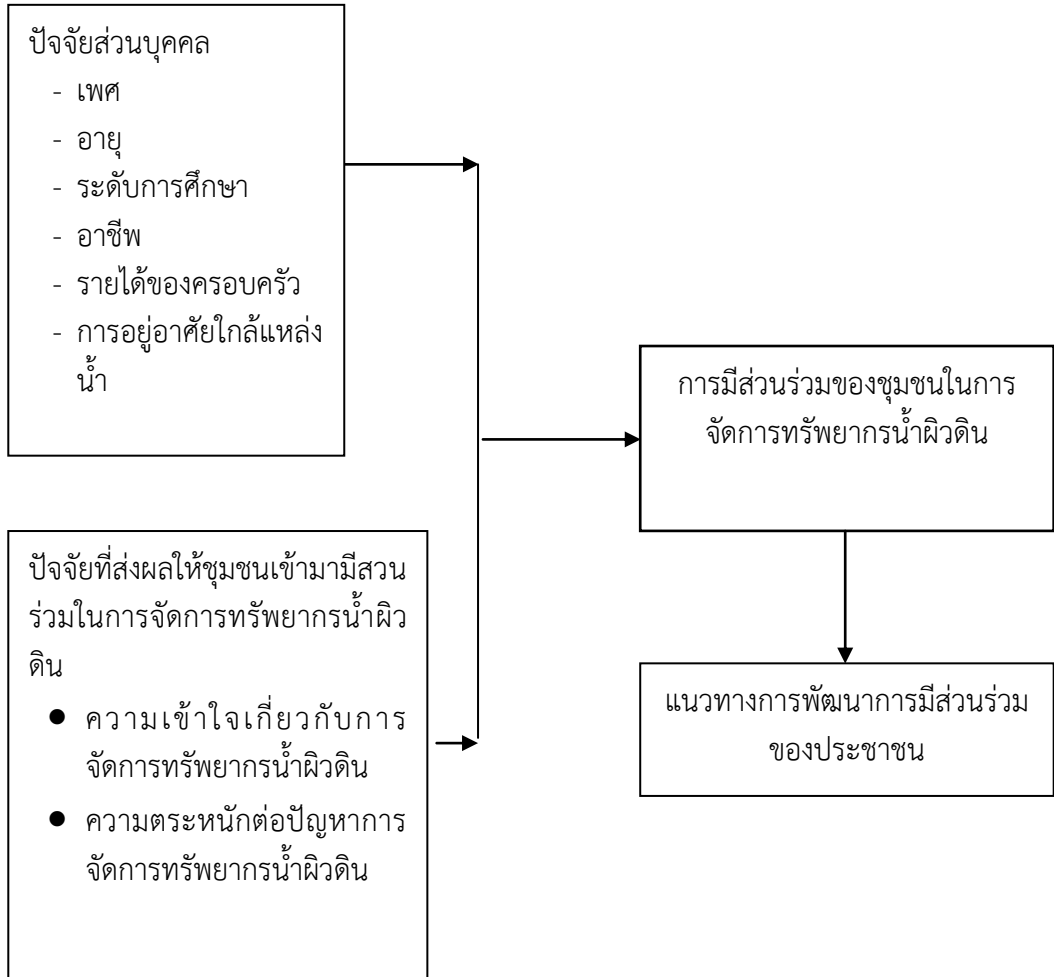 ปัจจัยส่วนบุคคล
- เพศ
- อายุ
- ระดับการศึกษา
- อาชีพ
- รายได้ของครอบครัว
- การอยู่อาศัยใกล้แหล่ง
น้ำ
ปัจจัยที่ส่งผลให้ชุมชนเข้ามามีสวน
ร่วมในการจัดการทรัพยากรน้ำผิว
ดิน
● ความเข้าใจเกี่ยวกับการ
จัดการทรัพยากรน้ำผิวดิน
● ความตระหนักต่อปัญหาการ
จัดการทรัพยากรน้ำผิวดิน
การมีส่วนร่วมของชุมชนในการ
จัดการทรัพยากรน้ำผิวดิน
แนวทางการพัฒนาการมีส่วนร่วม
ของประชาชน